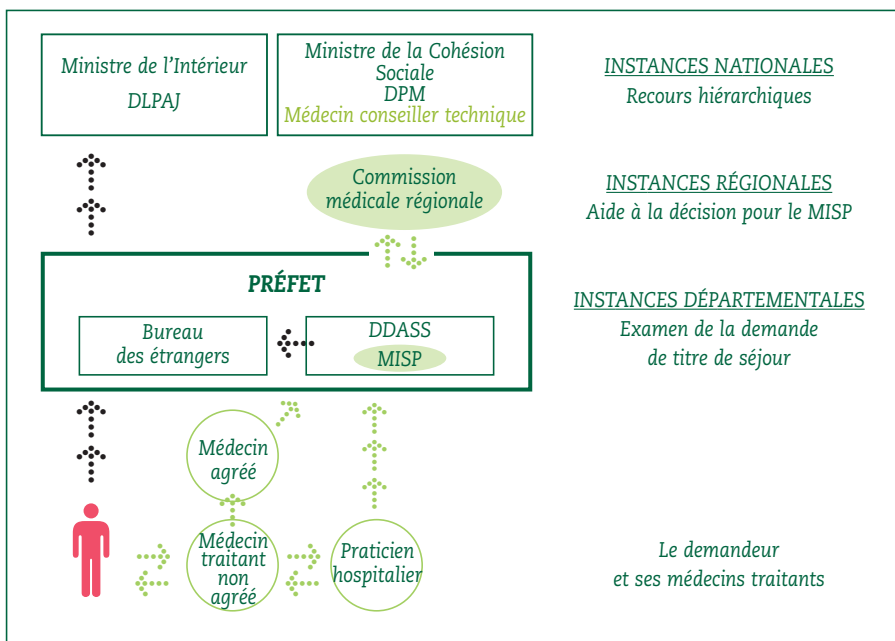 Ministre de l'Intérieur
DLPAJ
Ministre de la Cohésion
Sociale
DPM
Médecin conseiller technique
INSTANCES NATIONALES
Recours hiérarchiques
Commission
médicale régionale
INSTANCES RÉGIONALES
Aide à la décision pour le MISP
PRÉFET
Bureau
des étrangers
DDASS
MISP
INSTANCES DÉPARTEMENTALES
Examen de la demande
de titre de séjour
Médecin
agréé
Médecin
traitant
non
agréé
Praticien
hospitalier
Le demandeur
et ses médecins traitants